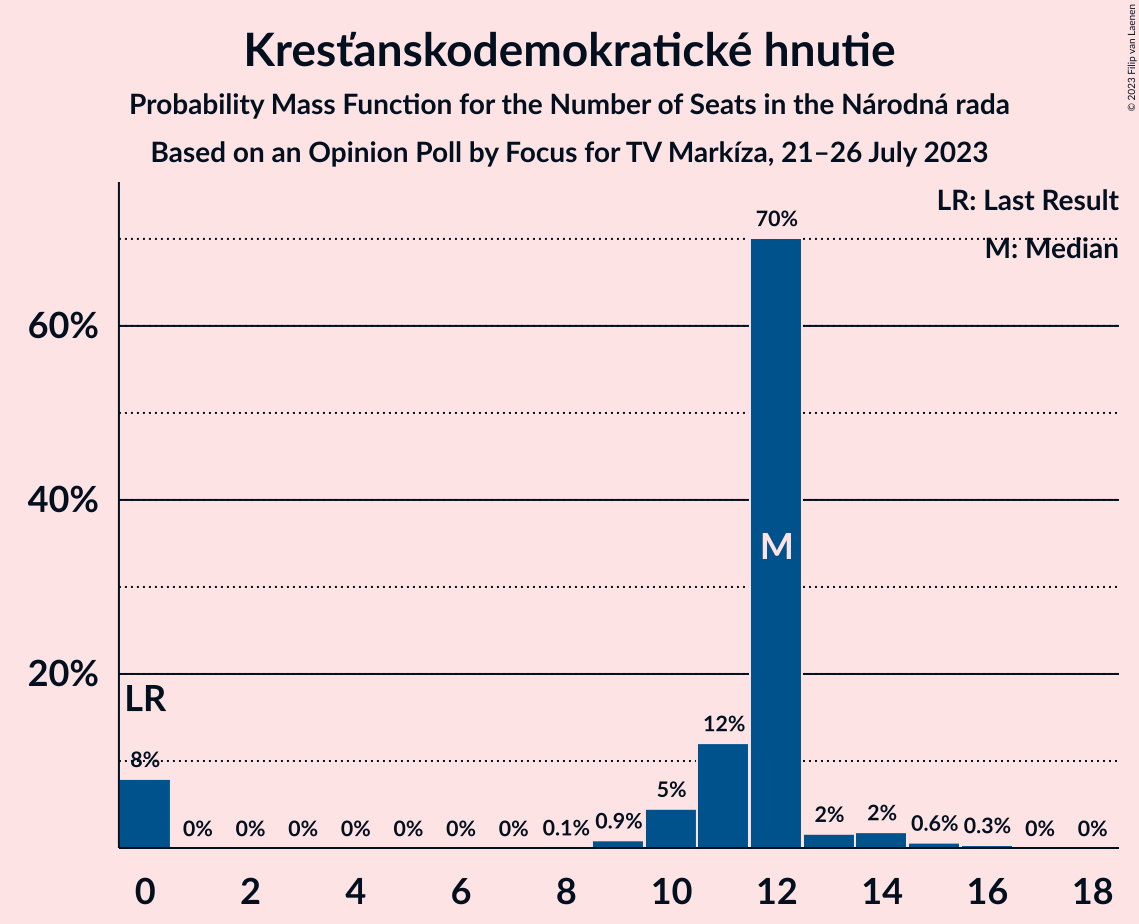 Kresťanskodemokratické hnutie
Probability Mass Function for the Number of Seats in the Národná rada
Based on an Opinion Poll by Focus for TV Markíza, 21–26 July 2023
© 2023 Filip van Laenen
LR: Last Result
M: Median
70%
60%
40%
M
20%
LR
12%
8%
5%
0% 0% 0% 0% 0% 0% 0% 0.1% 0.9% 2% 2% 0.6% 0.3% 0% 0%
0 2 4 6 8 10 12 14 16 18